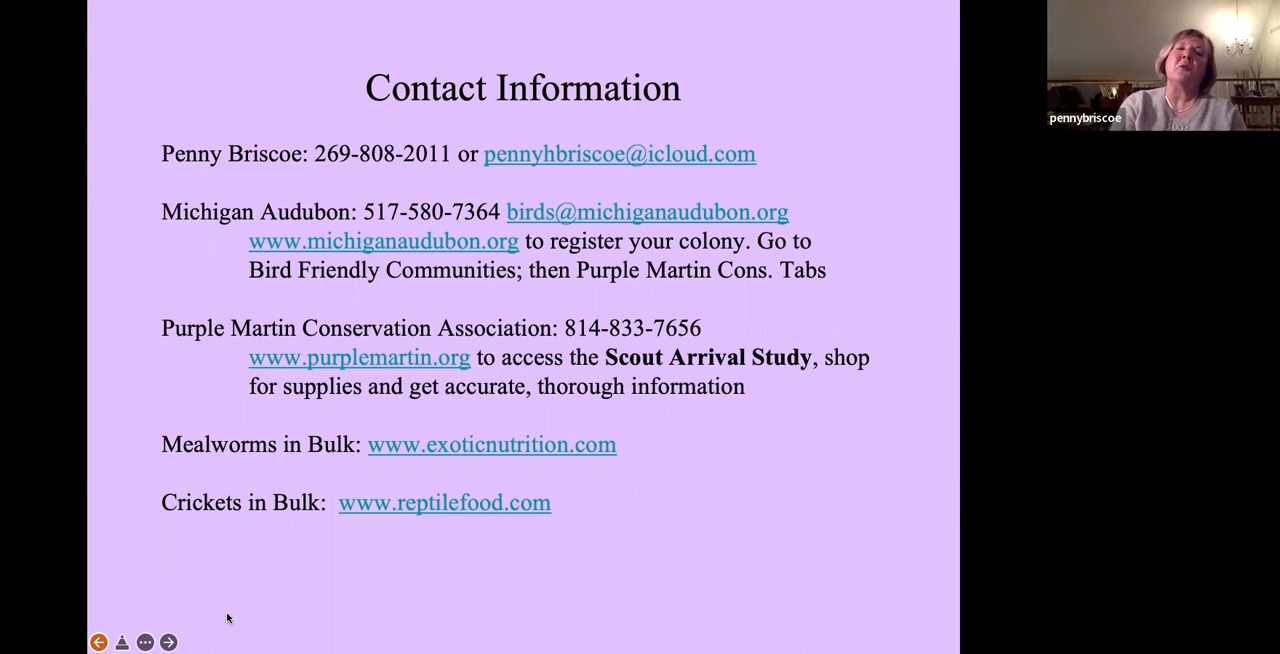 Contact Information
Penny Briscoe: 269-808-2011 or pennyhbriscoe@icloud.com
Michigan Audubon: 517-580-7364 birds@michiganaudubon.org
www.michiganaudubon.org to register your colony. Go to
Bird Friendly Communities; then Purple Martin Cons. Tabs
Purple Martin Conservation Association: 814-833-7656
www.purplemartin.org to access the Scout Arrival Study, shop
for supplies and get accurate, thorough information
Mealworms in Bulk: www.exoticnutrition.com
Crickets in Bulk: www.reptilefood.com
pennybriscoe